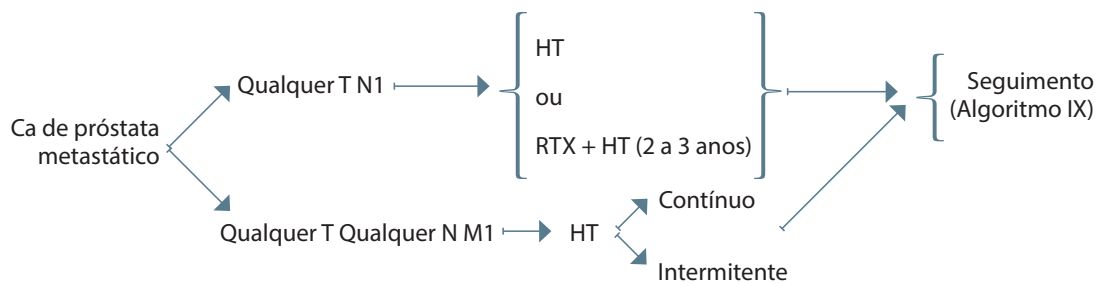 Ca de próstata
metastático
Qualquer T N1
HT
ou
RTX + HT (2 a 3 anos)
Seguimento
(Algoritmo IX)
Qualquer T Qualquer N M1
HT
Contínuo
Intermitente